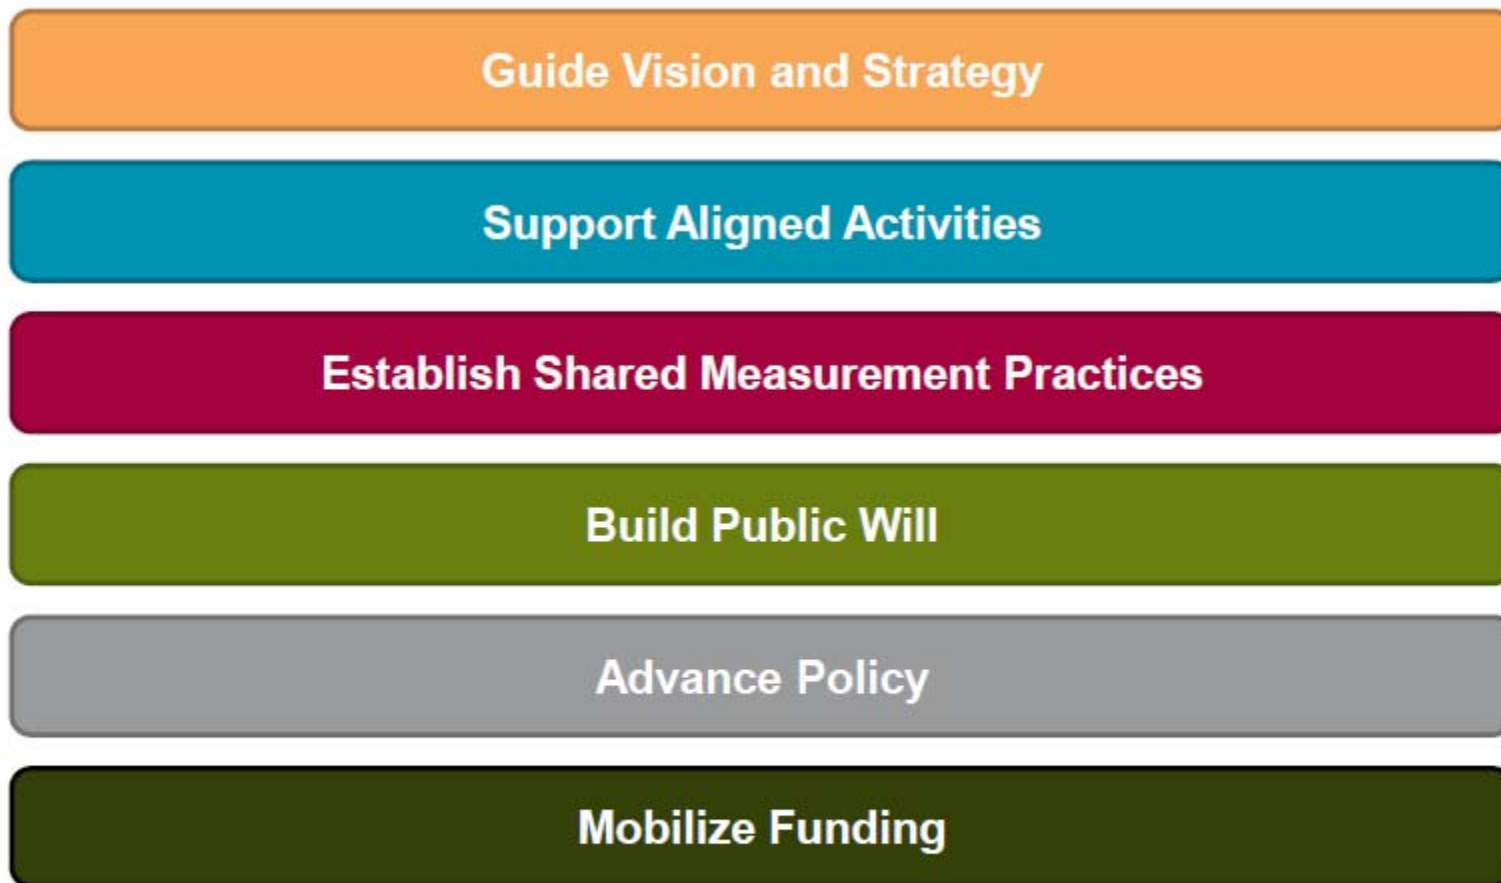 Guide Vision and Strategy
Support Aligned Activities
Establish Shared Measurement Practices
Build Public Will
Advance Policy
Mobilize Funding